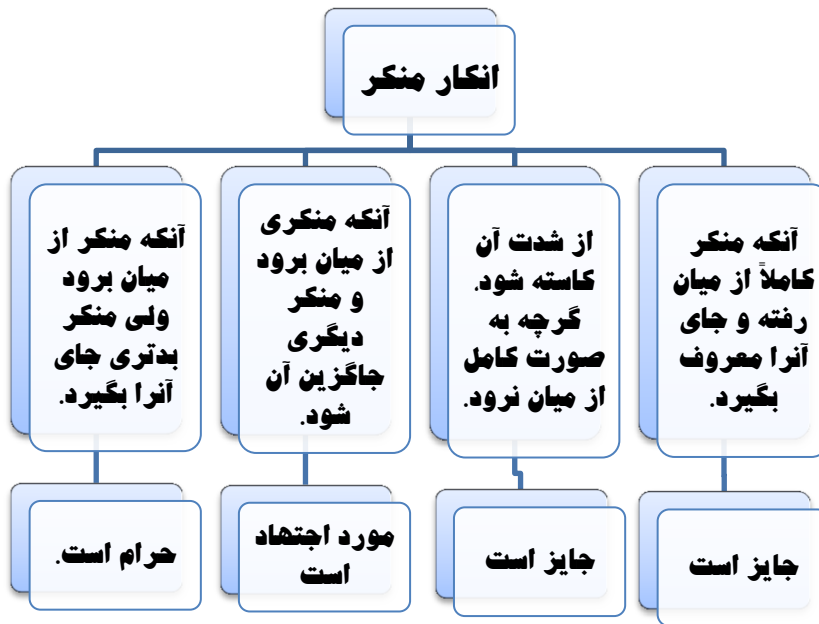 انکار منکر
آنکه منکر
کاملاً از میان
رفته و جای
آنرا معروف
بگیرد.
جایز است
از شدت آن
کاسته شود،
گرچه به
صورت کامل
از میان نرود.
جایز است
آنکه منکری
از میان برود
و منکر
دیگری
جاگزین آن
شود.
مورد اجتهاد
است
آنکه منکر از
میان برود
ولی منکر
بدتری جای
آنرا بگیرد.
حرام است.